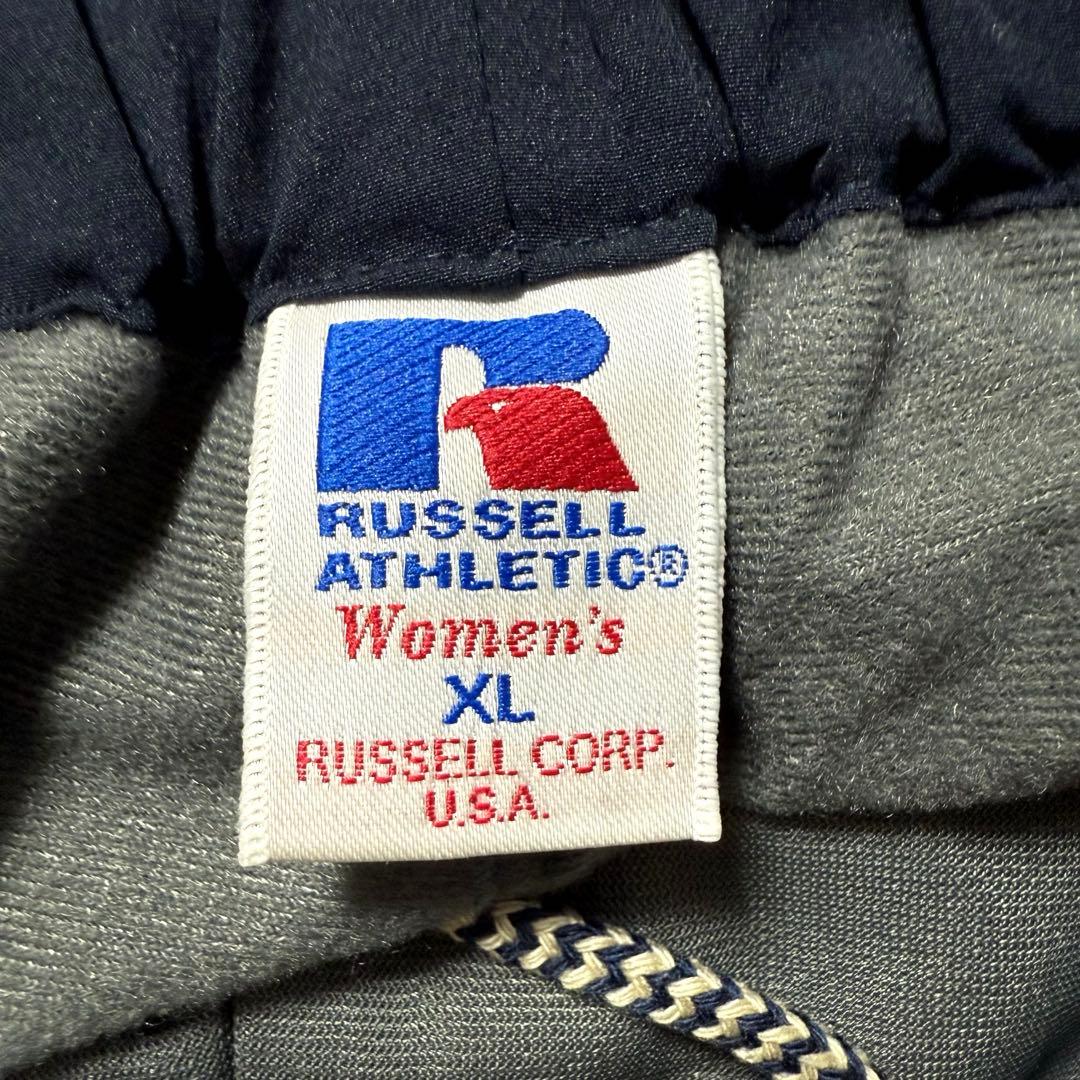 R
RUSSELL
ATHLETIC®
Women's
XL
RUSSELL CORP.
U.S.A.